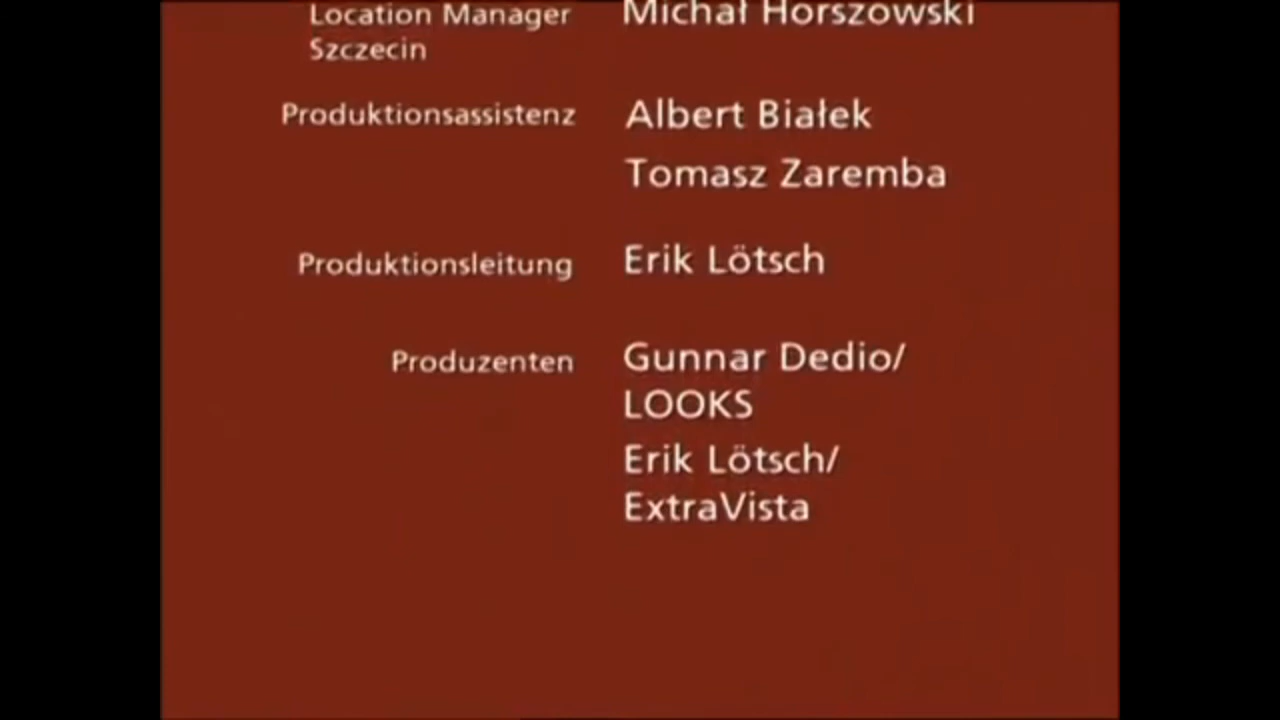 Location Manager Michał Horszowski
Szczecin
Produktionsassistenz Albert Białek
Tomasz Zaremba
Produktionsleitung Erik Lötsch
Produzenten Gunnar Dedio/
LOOKS
Erik Lötsch/
ExtraVista